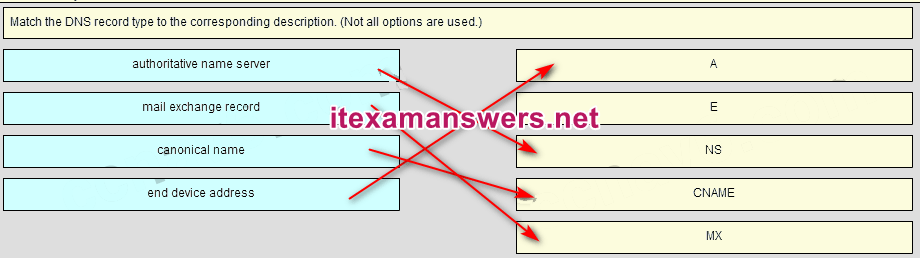 Match the DNS record type to the corresponding description. (Not all options are used.)
authoritative name server
A
mail exchange record
E
itexamanswers.net
canonical name
NS
end device address
CNAME
MX